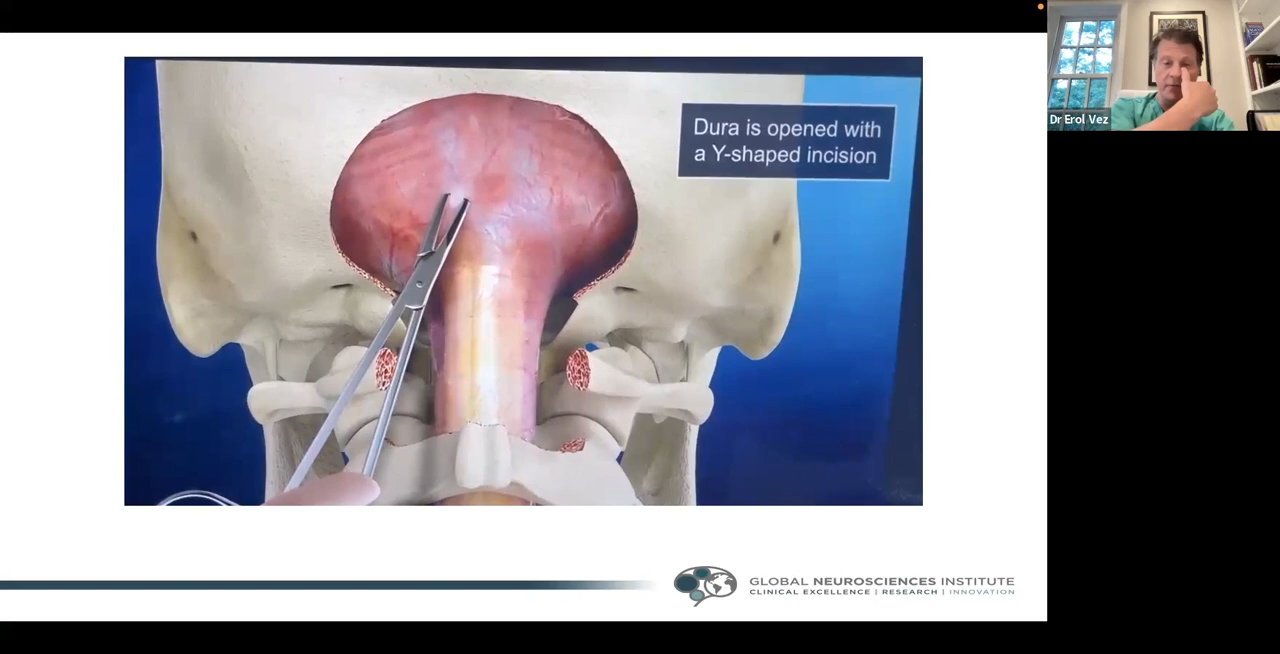 Dura is opened with
a Y-shaped incision
Dr Erol Vez
GLOBAL NEUROSCIENCES INSTITUTE
CLINICAL EXCELLENCE | RESEARCH | INNOVATION